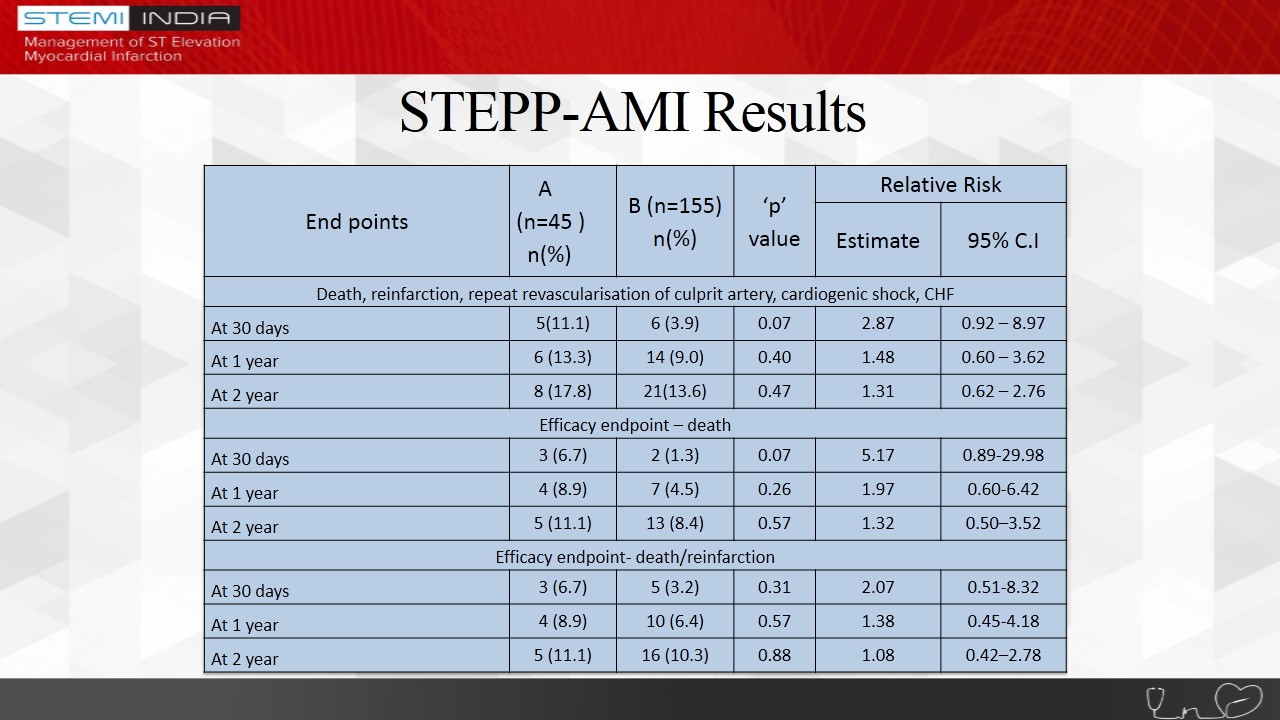 STEMI INDIA
Management of ST Elevation
Myocardial Infarction
STEPP-AMI Results
End points
A
(n=45 )
n(%)
B (n=155)
n(%)
‘p’
value
Relative Risk
Estimate
95% C.I
Death, reinfarction, repeat revascularisation of culprit artery, cardiogenic shock, CHF
At 30 days 5(11.1) 6 (3.9) 0.07 2.87 0.92 – 8.97
At 1 year 6 (13.3) 14 (9.0) 0.40 1.48 0.60 – 3.62
At 2 year 8 (17.8) 21(13.6) 0.47 1.31 0.62 – 2.76
Efficacy endpoint – death
At 30 days 3 (6.7) 2 (1.3) 0.07 5.17 0.89-29.98
At 1 year 4 (8.9) 7 (4.5) 0.26 1.97 0.60-6.42
At 2 year 5 (11.1) 13 (8.4) 0.57 1.32 0.50–3.52
Efficacy endpoint- death/reinfarction
At 30 days 3 (6.7) 5 (3.2) 0.31 2.07 0.51-8.32
At 1 year 4 (8.9) 10 (6.4) 0.57 1.38 0.45-4.18
At 2 year 5 (11.1) 16 (10.3) 0.88 1.08 0.42–2.78